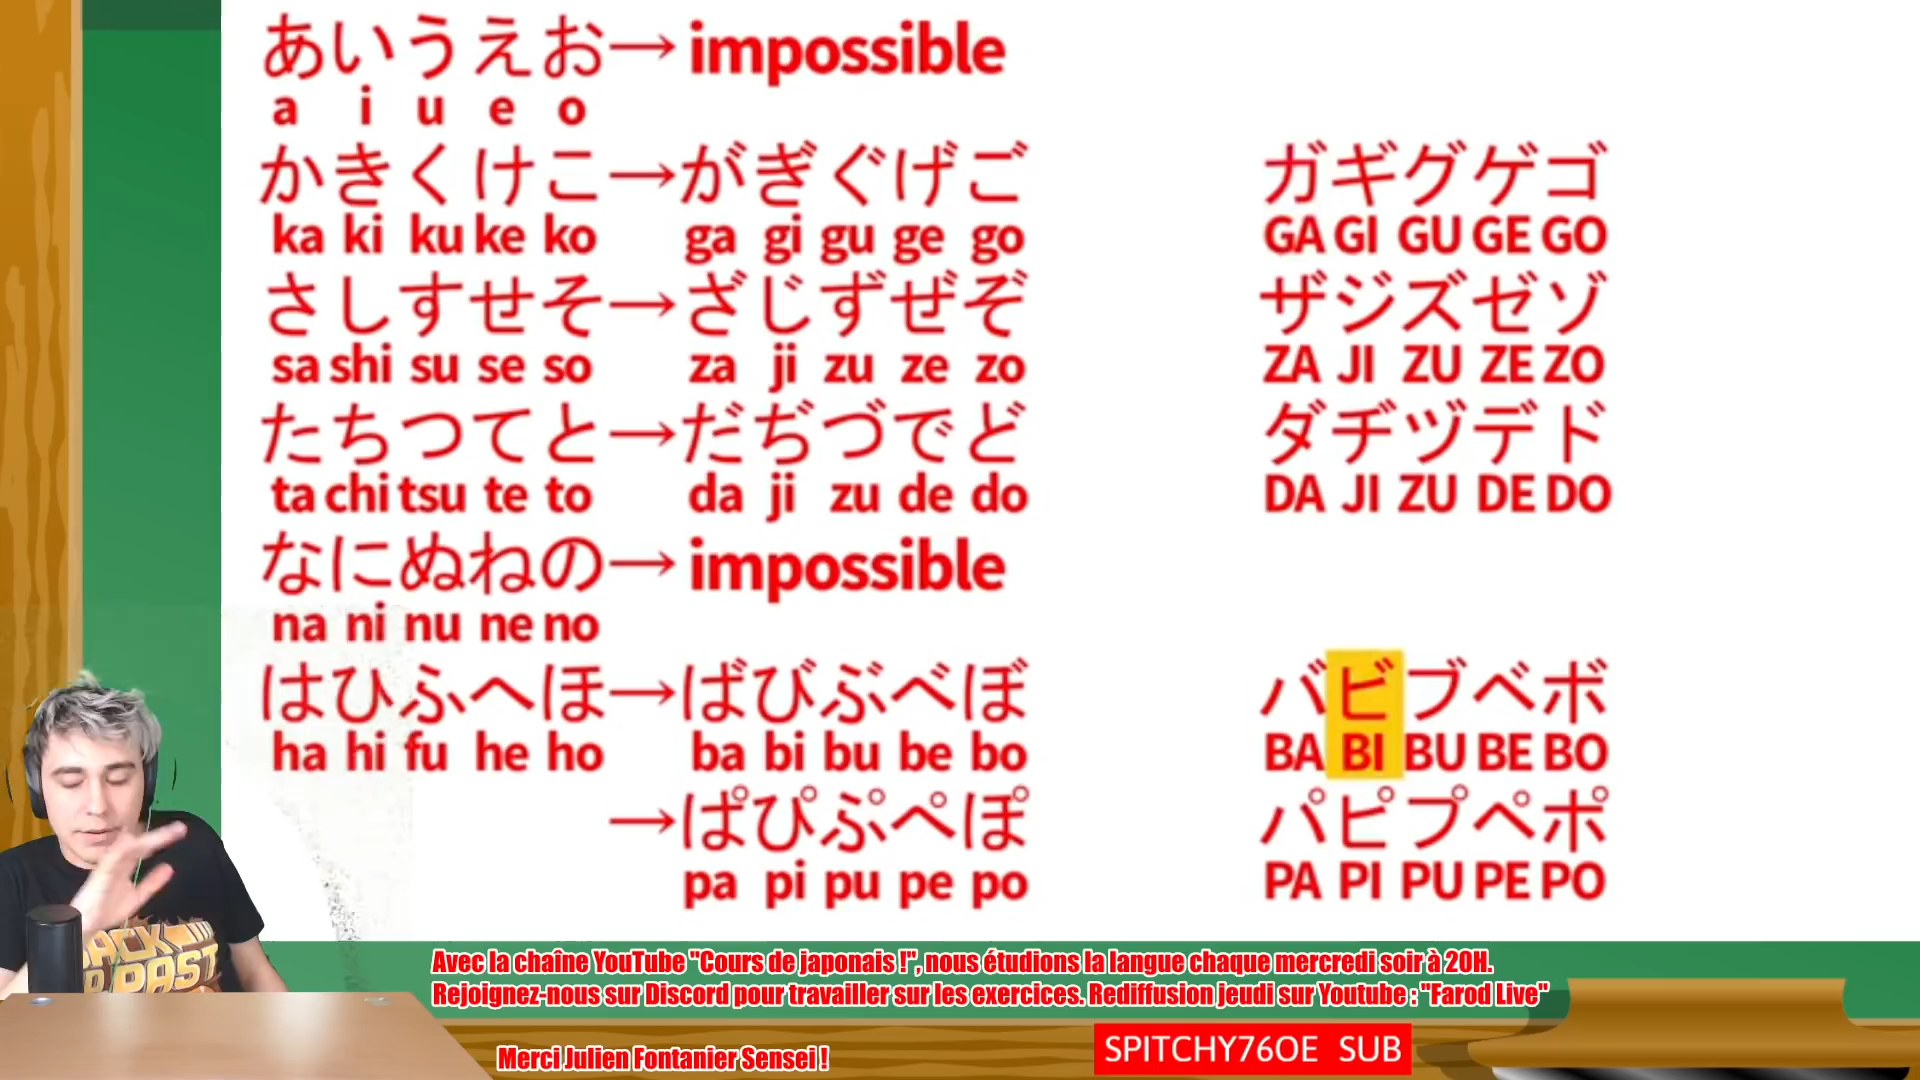 あいうえお→impossible
a i u e o
かきくけこ→がぎぐげご ガギグゲゴ
ka ki ku ke ko ga gi gu ge go GA GI GU GE GO
さしすせそ→ざじずぜぞ ザジズゼゾ
sa shi su se so za ji zu ze zo ZA JI ZU ZE ZO
たちつてと→だぢづでど ダヂヅデド
ta chi tsu te to da ji zu de do DA JI ZU DE DO
なにぬねの→impossible
na ni nu ne no
はひふへほ→ばびぶべぼ バビブベボ
ha hi fu he ho ba bi bu be bo BA BI BU BE BO
→ぱぴぷぺぽ パピプペポ
pa pi pu pe po PA PI PU PE PO
Avec la chaîne YouTube "Cours de japonais !", nous étudions la langue chaque mercredi soir à 20H.
Rejoignez-nous sur Discord pour travailler sur les exercices. Rediffusion jeudi sur Youtube : "Farod Live"
Merci Julien Fontanier Sensei !
SPITCHY76OE SUB